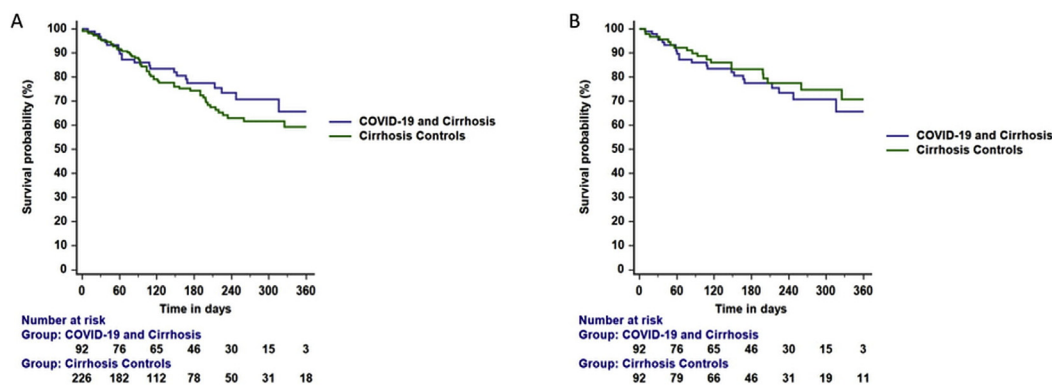 A
Survival probability (%)
100
90
80
70
60
50
40
30
20
10
0
0 60 120 180 240 300 360
Time in days
COVID-19 and Cirrhosis
Cirrhosis Controls
Number at risk
Group: COVID-19 and Cirrhosis
92 76 65 46 30 15 3
Group: Cirrhosis Controls
226 182 112 78 50 31 18
B
Survival probability (%)
100
90
80
70
60
50
40
30
20
10
0
0 60 120 180 240 300 360
Time in days
COVID-19 and Cirrhosis
Cirrhosis Controls
Number at risk
Group: COVID-19 and Cirrhosis
92 76 65 46 30 15 3
Group: Cirrhosis Controls
92 79 66 46 31 19 11